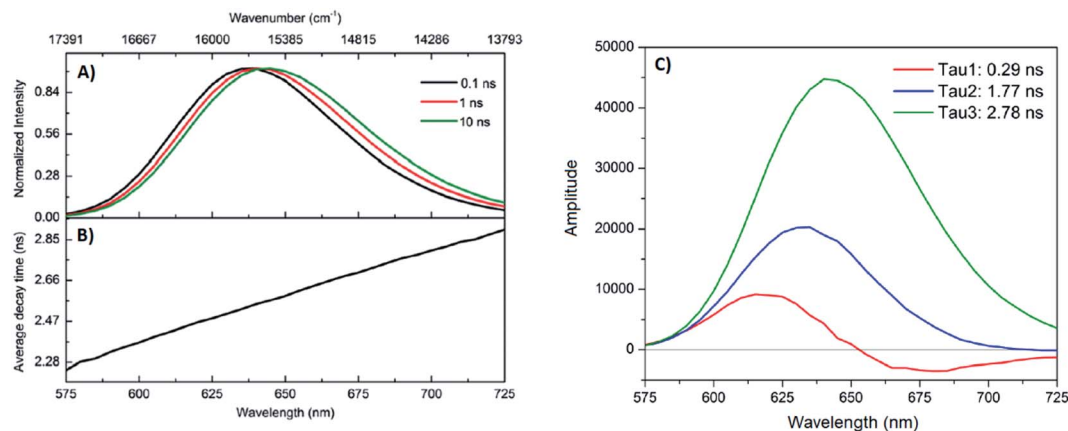 Wavenumber (cm⁻¹)
17391 16667 16000 15385 14815 14286 13793
A)
0.1 ns
1 ns
10 ns
Normalized Intensity
0.84
0.56
0.28
0.00
B)
Average decay time (ns)
2.85
2.66
2.47
2.28
575 600 625 650 675 700 725
Wavelength (nm)
C)
Tau1: 0.29 ns
Tau2: 1.77 ns
Tau3: 2.78 ns
Amplitude
50000
40000
30000
20000
10000
0
575 600 625 650 675 700 725
Wavelength (nm)